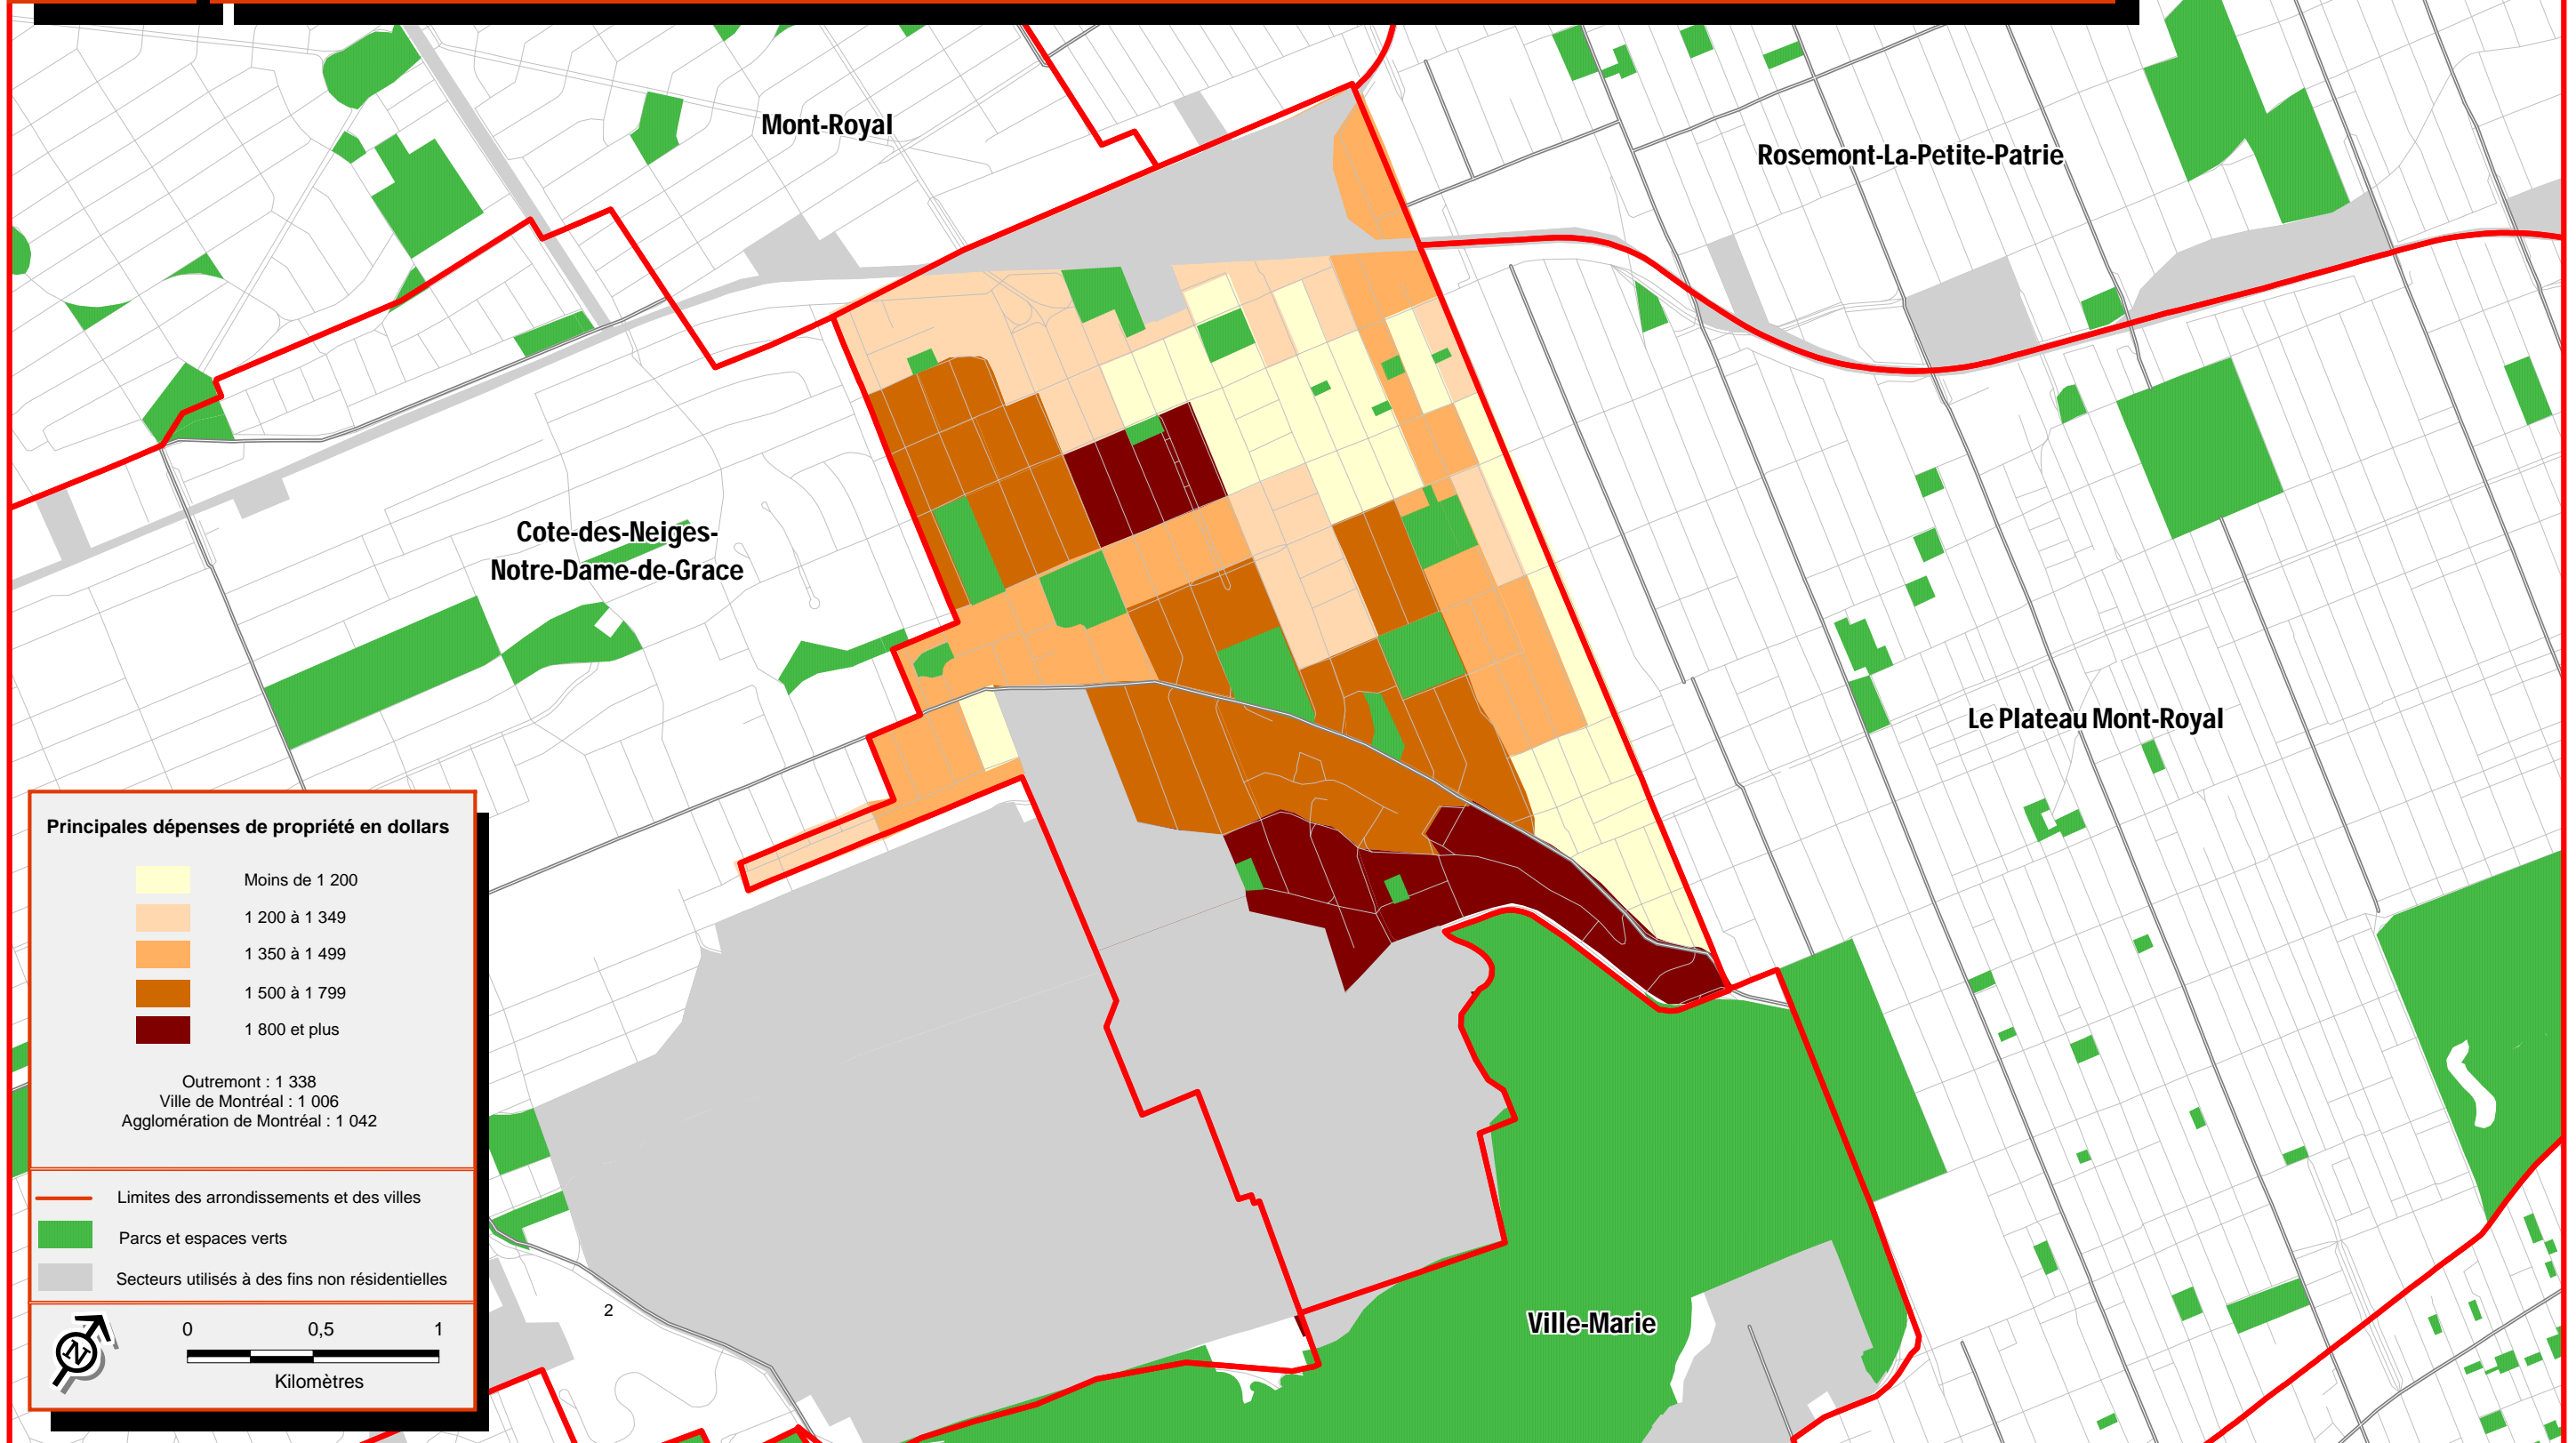 Mont-Royal
Rosemont-La-Petite-Patrie
Cote-des-Neiges-
Notre-Dame-de-Grace
Le Plateau Mont-Royal
Ville-Marie
Principales dépenses de propriété en dollars
Moins de 1 200
1 200 à 1 349
1 350 à 1 499
1 500 à 1 799
1 800 et plus
Outremont : 1 338
Ville de Montréal : 1 006
Agglomération de Montréal : 1 042
Limites des arrondissements et des villes
Parcs et espaces verts
Secteurs utilisés à des fins non résidentielles
N
0 0,5 1
Kilomètres
2